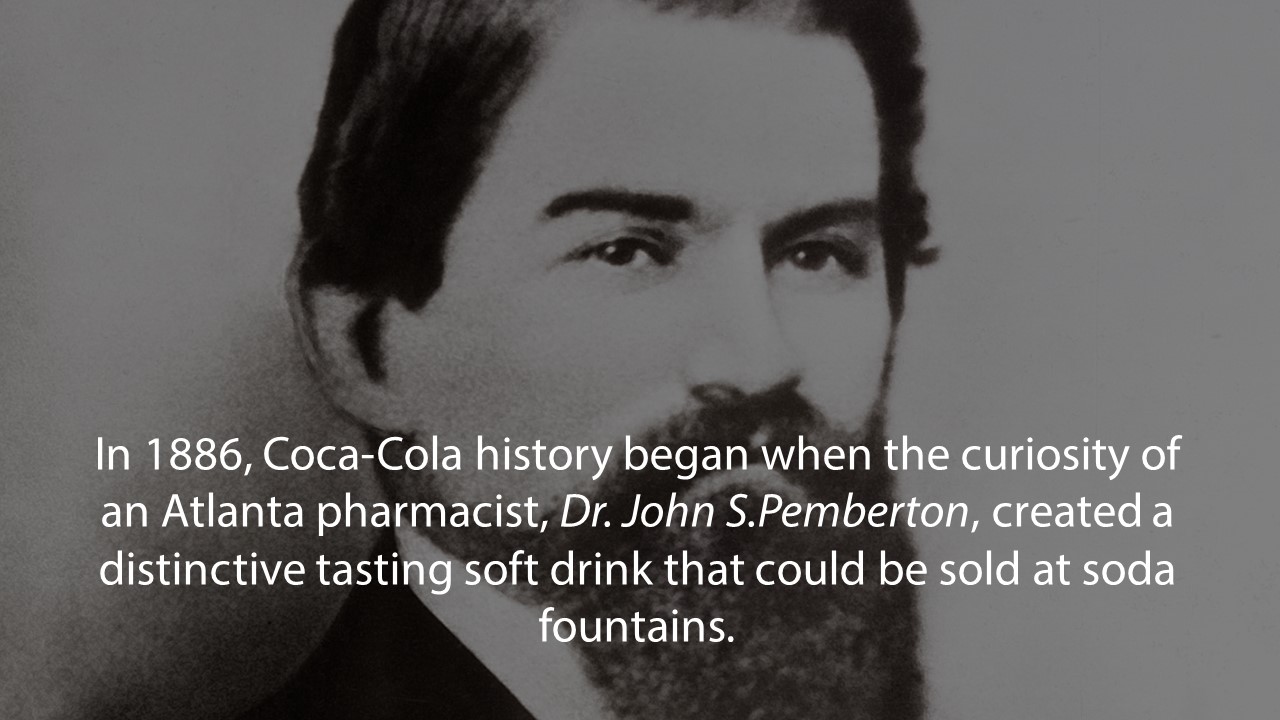 In 1886, Coca-Cola history began when the curiosity of
an Atlanta pharmacist, Dr. John S.Pemberton, created a
distinctive tasting soft drink that could be sold at soda
fountains.